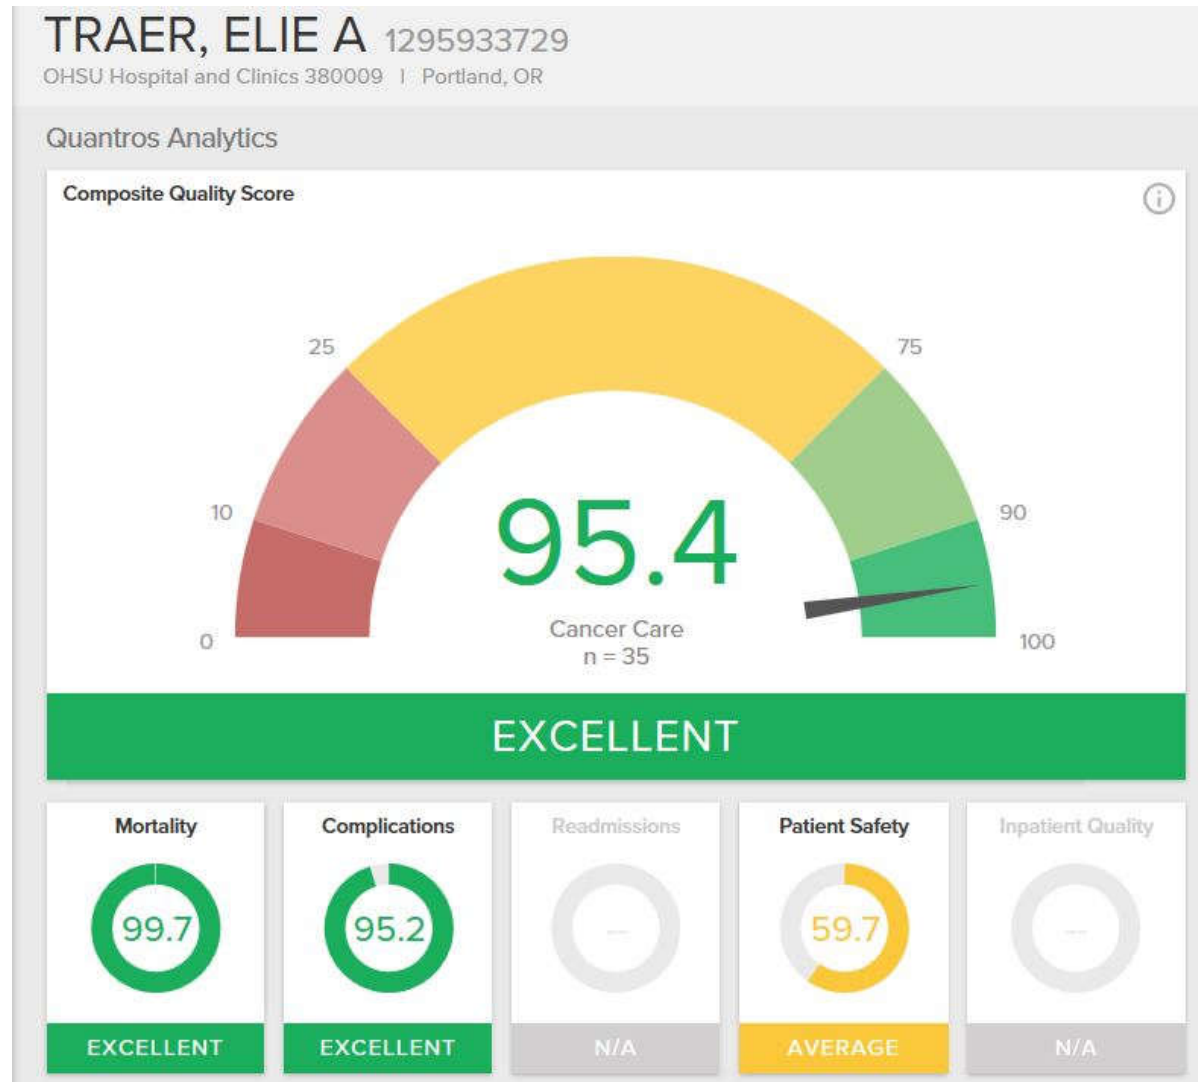 TRAER, ELIE A 1295933729
OHSU Hospital and Clinics 380009 | Portland, OR
Quantros Analytics
Composite Quality Score
25
75
10
90
95.4
Cancer Care
n = 35
0
100
EXCELLENT
Mortality
99.7
EXCELLENT
Complications
95.2
EXCELLENT
Readmissions
---
N/A
Patient Safety
59.7
AVERAGE
Inpatient Quality
---
N/A